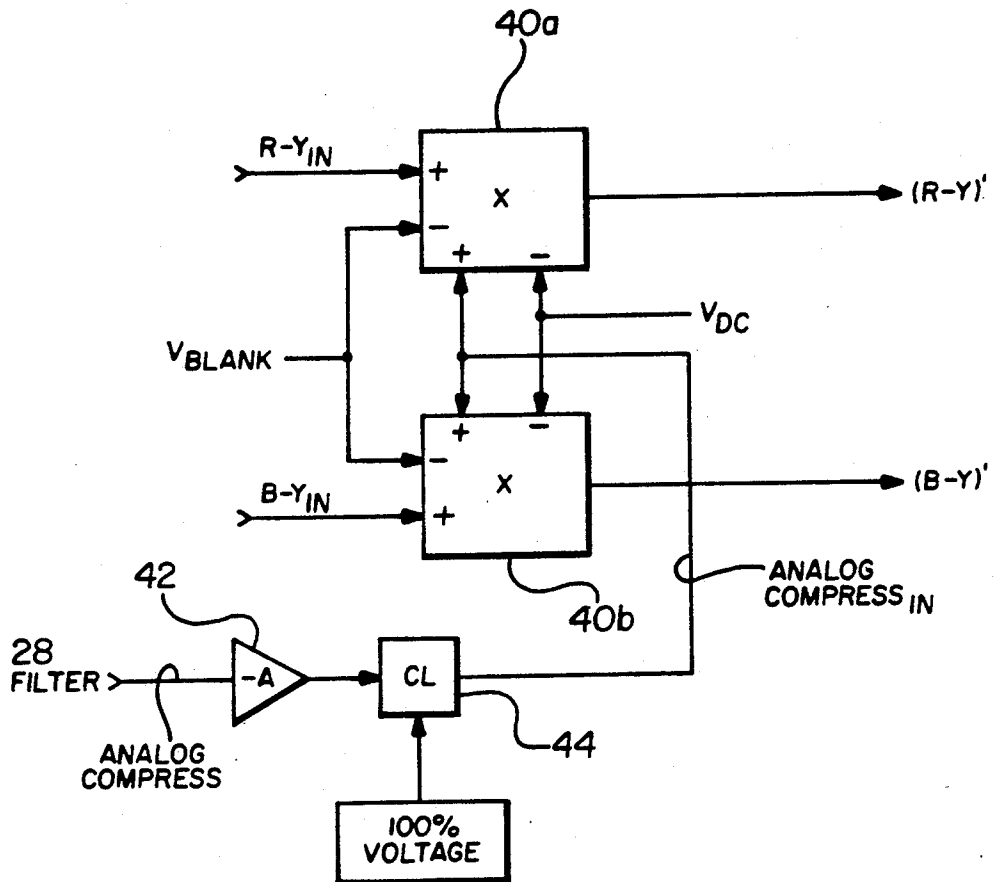 40a
R-Y IN
+
X
(R-Y)'
-
+ -
V DC
V BLANK
+ -
-
X
(B-Y)'
B-Y IN
+
42
40b
ANALOG
COMPRESS IN
28
FILTER
-A
CL
ANALOG
COMPRESS
44
100%
VOLTAGE